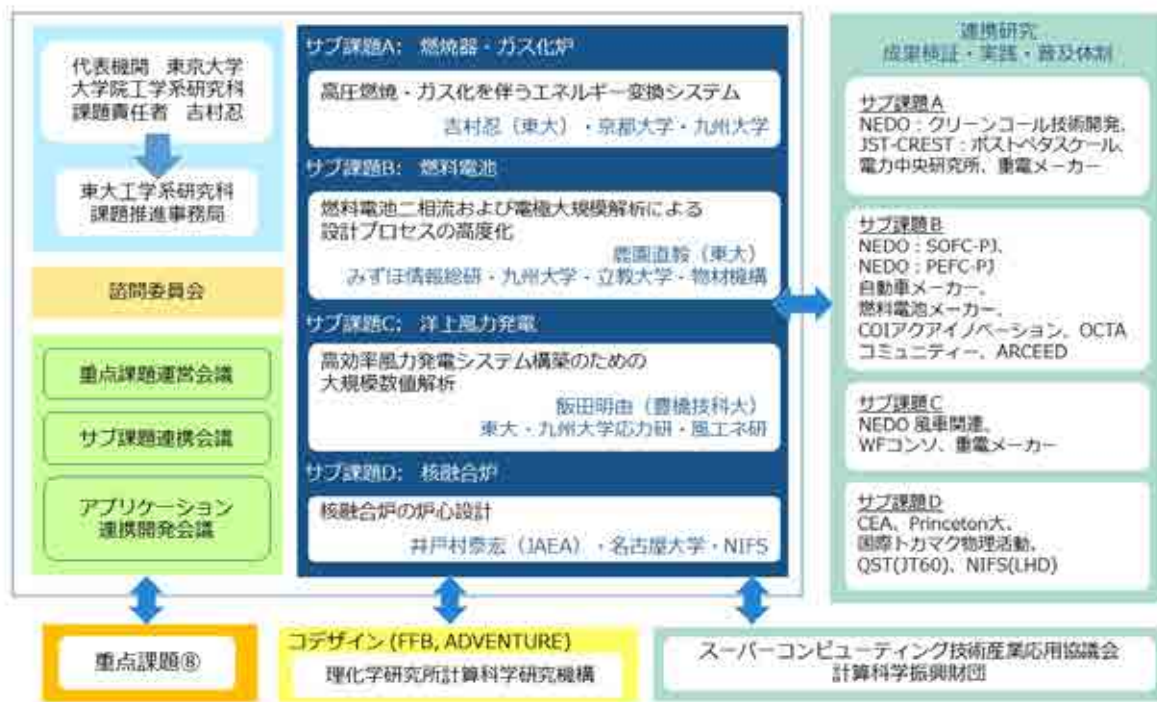 代表機関 東京大学
大学院工学系研究科
課題責任者 吉村忍
東大工学系研究科
課題推進事務局
諮問委員会
重点課題運営会議
サブ課題連携会議
アプリケーション
連携開発会議
サブ課題A: 燃焼器・ガス化炉
高圧燃焼・ガス化を伴うエネルギー変換システム
吉村忍(東大)・京都大学・九州大学
サブ課題B: 燃料電池
燃料電池二相流および電極大規模解析による
設計プロセスの高度化
鹿園直毅(東大)
みずほ情報総研・九州大学・立教大学・物材機構
サブ課題C: 洋上風力発電
高効率風力発電システム構築のための
大規模数値解析
飯田明由(豊橋技科大)
東大・九州大学応力研・風エネ研
サブ課題D: 核融合炉
核融合炉の炉心設計
井戸村泰宏(JAEA)・名古屋大学・NIFS
連携研究
成果検証・実践・普及体制
サブ課題A
NEDO:クリーンコール技術開発、
JST-CREST:ポストペタスケール、
電力中央研究所、重電メーカー
サブ課題B
NEDO:SOFC-PJ、
NEDO:PEFC-PJ
自動車メーカー、
燃料電池メーカー、
COIアクアイノベーション、OCTA
コミュニティー、ARCEED
サブ課題C
NEDO 風車関連、
WFコンソ、重電メーカー
サブ課題D
CEA、Princeton大、
国際トカマク物理活動、
QST(JT60)、NIFS(LHD)
重点課題⑧
コデザイン (FFB, ADVENTURE)
理化学研究所計算科学研究機構
スーパーコンピューティング技術産業応用協議会
計算科学振興財団